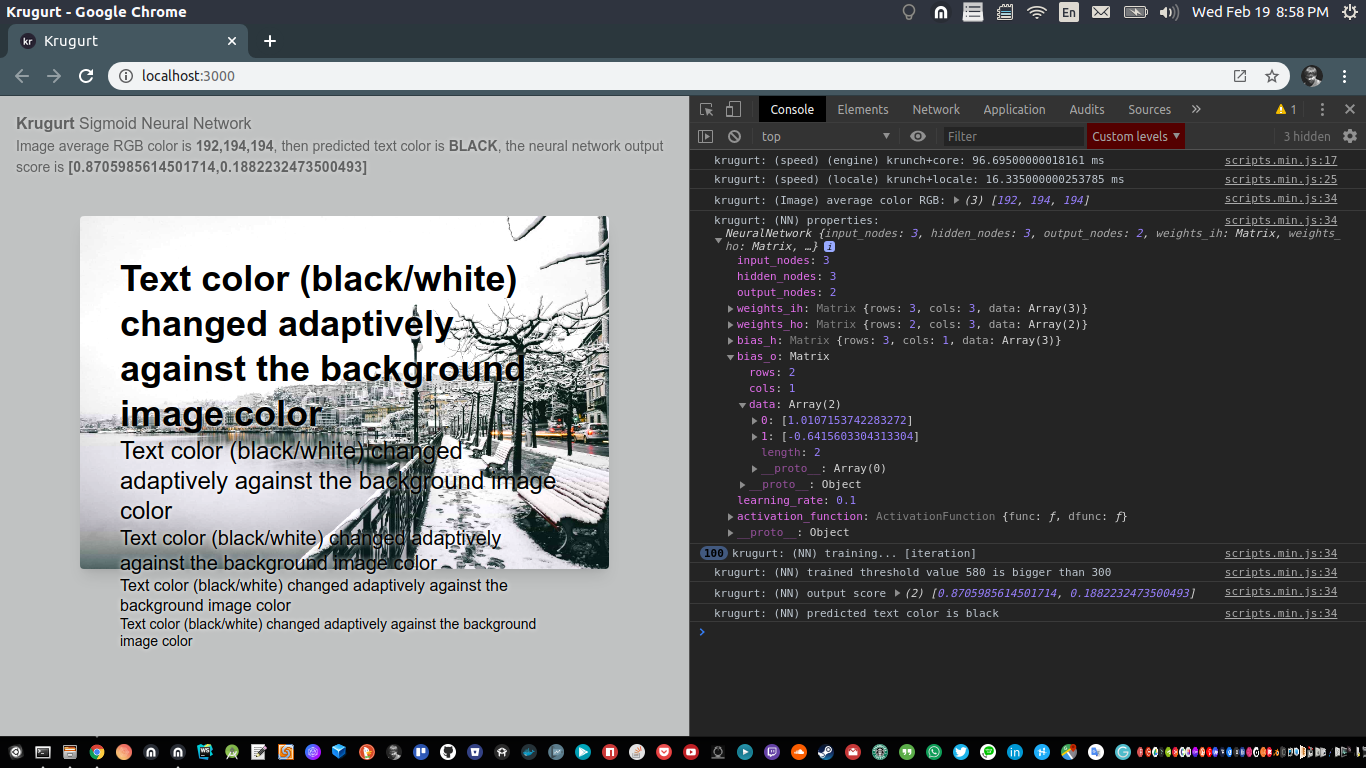 Krugurt - Google Chrome
En
Wed Feb 19 8:58 PM
kr Krugurt
localhost:3000
Krugurt Sigmoid Neural Network
Image average RGB color is 192,194,194, then predicted text color is BLACK, the neural network output
score is [0.8705985614501714,0.1882232473500493]
Text color (black/white)
changed adaptively
against the background
image color
Text color (black/white) changed
adaptively against the background image
color
Text color (black/white) changed adaptively
against the background image color
Text color (black/white) changed adaptively against the
background image color
Text color (black/white) changed adaptively against the background
image color
Console Elements Network Application Audits Sources » 1
top Filter Custom levels 3 hidden
krugurt: (speed) (engine) krunch+core: 96.69500000018161 ms scripts.min.js:17
krugurt: (speed) (locale) krunch+locale: 16.335000000253785 ms scripts.min.js:25
krugurt: (Image) average color RGB: (3) [192, 194, 194] scripts.min.js:34
krugurt: (NN) properties: scripts.min.js:34
NeuralNetwork {input_nodes: 3, hidden_nodes: 3, output_nodes: 2, weights_ih: Matrix, weights_
ho: Matrix, …} i
input_nodes: 3
hidden_nodes: 3
output_nodes: 2
weights_ih: Matrix {rows: 3, cols: 3, data: Array(3)}
weights_ho: Matrix {rows: 2, cols: 3, data: Array(2)}
bias_h: Matrix {rows: 3, cols: 1, data: Array(3)}
bias_o: Matrix
rows: 2
cols: 1
data: Array(2)
0: [1.0107153742283272]
1: [-0.6415603304313304]
length: 2
__proto__: Array(0)
__proto__: Object
learning_rate: 0.1
activation_function: ActivationFunction {func: ƒ, dfunc: ƒ}
__proto__: Object
100 krugurt: (NN) training... [iteration] scripts.min.js:34
krugurt: (NN) trained threshold value 580 is bigger than 300 scripts.min.js:34
krugurt: (NN) output score (2) [0.8705985614501714, 0.1882232473500493] scripts.min.js:34
krugurt: (NN) predicted text color is black scripts.min.js:34